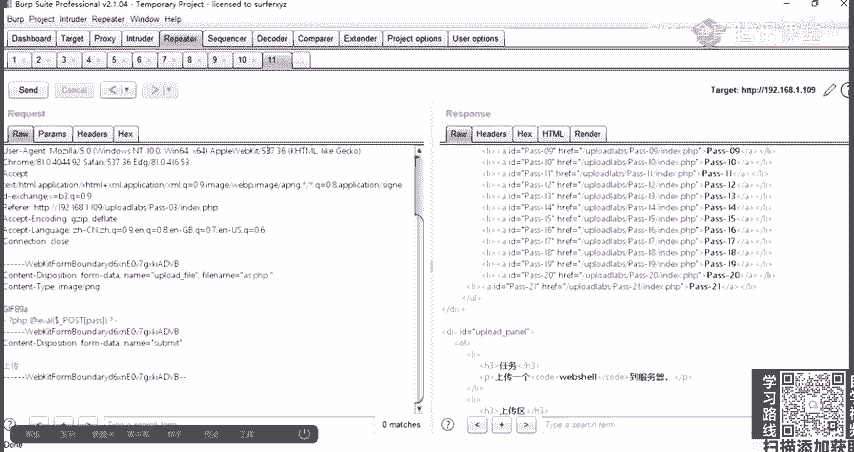 Burp Suite Professional v2.1.04 - Temporary Project - licensed to surferxyz
Burp Project Intruder Repeater Window Help
Dashboard Target Proxy Intruder Repeater Sequencer Decoder Comparer Extender Project options User options
1 × 2 × 3 × 4 × 5 × 6 × 7 × 8 × 9 × 10 × 11 ...
Send Cancel < > Target: http://192.168.1.109
Request
Raw Params Headers Hex
User-Agent: Mozilla/5.0 (Windows NT 10.0; Win64; x64) AppleWebKit/537.36 (KHTML, like Gecko)
Chrome/81.0.4044.92 Safari/537.36 Edg/81.0.416.53
Accept:
text/html,application/xhtml+xml,application/xml;q=0.9,image/webp,image/apng,*/*;q=0.8,application/signe
d-exchange;v=b3;q=0.9
Referer: http://192.168.1.109/uploadlabs/Pass-03/index.php
Accept-Encoding: gzip, deflate
Accept-Language: zh-CN,zh;q=0.9,en;q=0.8,en-GB;q=0.7,en-US;q=0.6
Connection: close
Content-Disposition: form-data; name="upload_file"; filename="as.php "
Content-Type: image/png
GIF89a
Content-Disposition: form-data; name="submit"
上传
Type a search term
0 matches
Done
Response
Raw Headers Hex HTML Render
<li><a id="Pass-09" href="/uploadlabs/Pass-09/index.php">Pass-09</a></li>
<li><a id="Pass-10" href="/uploadlabs/Pass-10/index.php">Pass-10</a></li>
<li><a id="Pass-11" href="/uploadlabs/Pass-11/index.php">Pass-11</a></li>
<li><a id="Pass-12" href="/uploadlabs/Pass-12/index.php">Pass-12</a></li>
<li><a id="Pass-13" href="/uploadlabs/Pass-13/index.php">Pass-13</a></li>
<li><a id="Pass-14" href="/uploadlabs/Pass-14/index.php">Pass-14</a></li>
<li><a id="Pass-15" href="/uploadlabs/Pass-15/index.php">Pass-15</a></li>
<li><a id="Pass-16" href="/uploadlabs/Pass-16/index.php">Pass-16</a></li>
<li><a id="Pass-17" href="/uploadlabs/Pass-17/index.php">Pass-17</a></li>
<li><a id="Pass-18" href="/uploadlabs/Pass-18/index.php">Pass-18</a></li>
<li><a id="Pass-19" href="/uploadlabs/Pass-19/index.php">Pass-19</a></li>
<li><a id="Pass-20" href="/uploadlabs/Pass-20/index.php">Pass-20</a></li>
<li><a id="Pass-21" href="/uploadlabs/Pass-21/index.php">Pass-21</a></li>
</ul>
</div>
<div id="upload_panel">
<ol>
<li>
<h3>任务</h3>
<p>上传一个<code>webshell</code>到服务器。</p>
</li>
<li>
<h3>上传区</h3>
Type a search term
腾讯课堂
学习路线
扫描添加获取